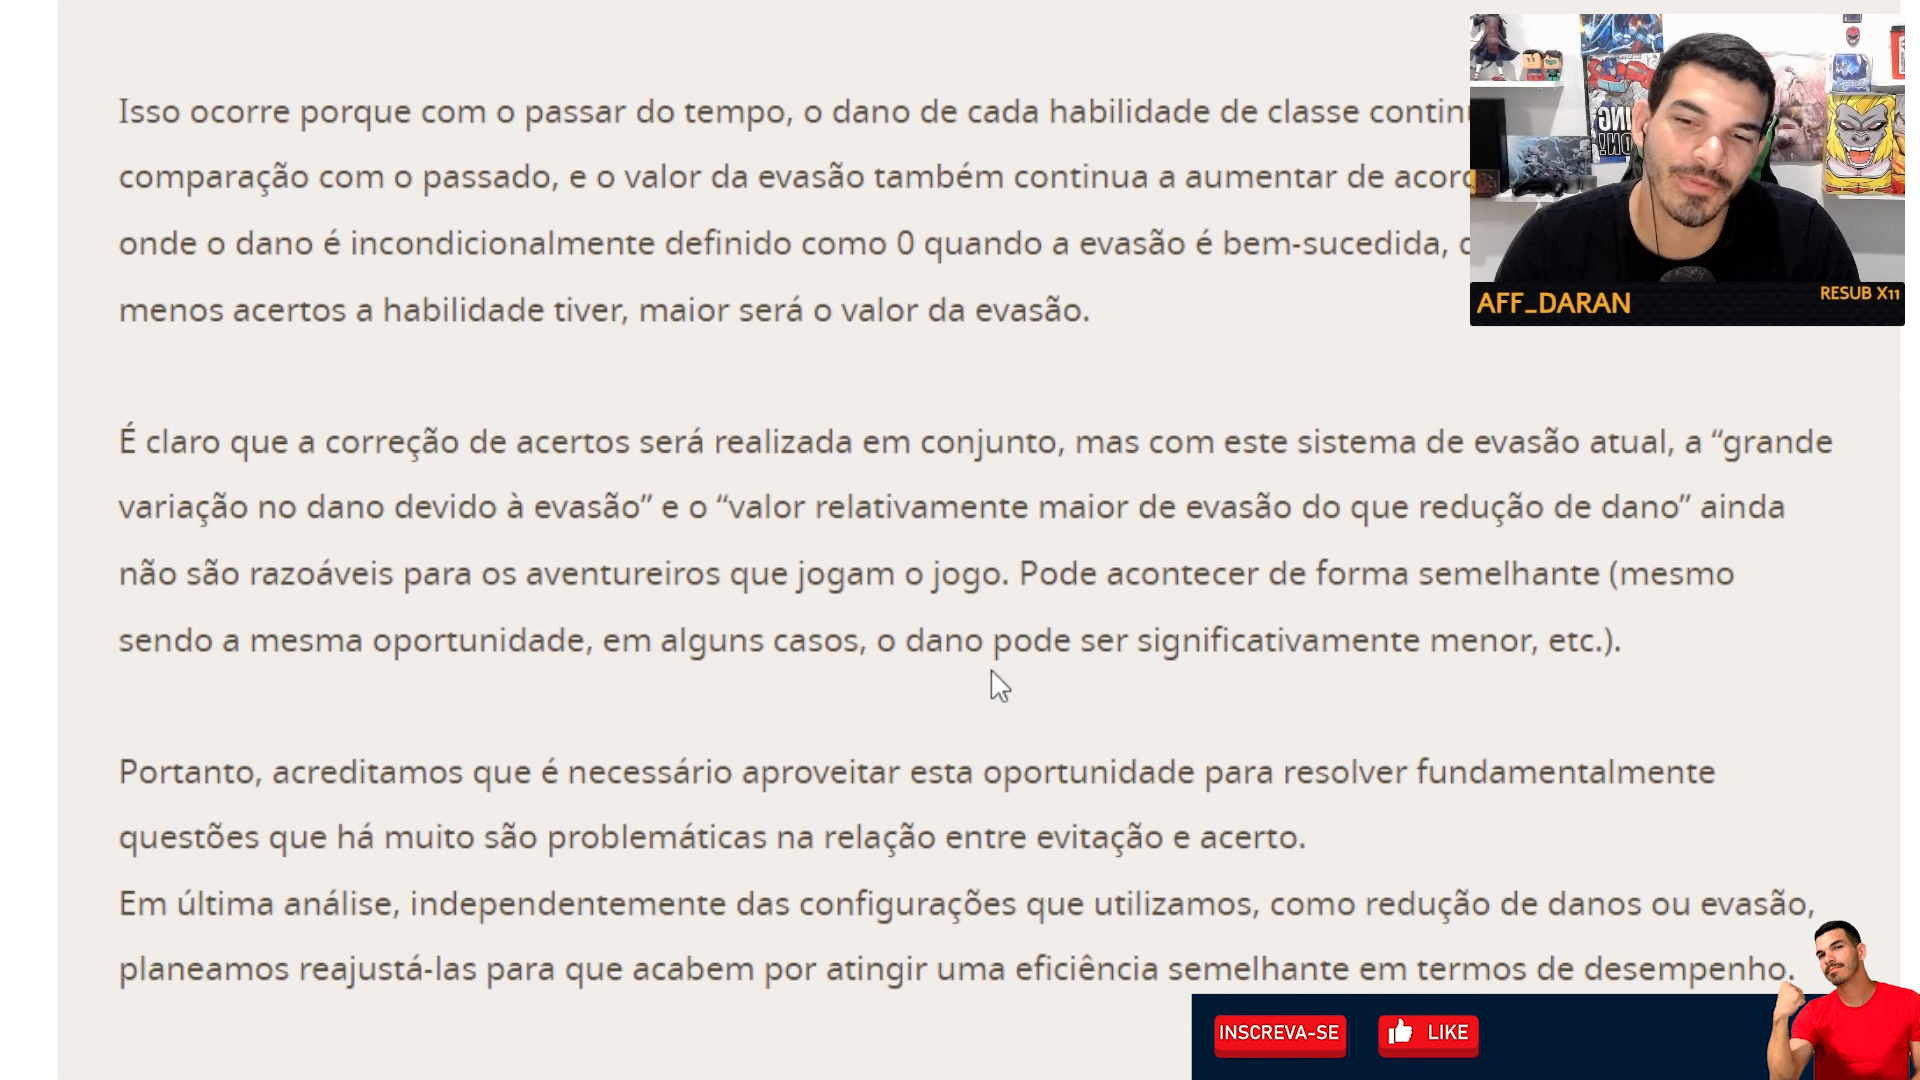 Isso ocorre porque com o passar do tempo, o dano de cada habilidade de classe
comparação com o passado, e o valor da evasão também continua a aumentar de
onde o dano é incondicionalmente definido como 0 quando a evasão é bem-sucedida,
menos acertos a habilidade tiver, maior será o valor da evasão.
É claro que a correção de acertos será realizada em conjunto, mas com este sistema de evasão atual, a “grande
variação no dano devido à evasão” e o “valor relativamente maior de evasão do que redução de dano” ainda
não são razoáveis para os aventureiros que jogam o jogo. Pode acontecer de forma semelhante (mesmo
sendo a mesma oportunidade, em alguns casos, o dano pode ser significativamente menor, etc.).
Portanto, acreditamos que é necessário aproveitar esta oportunidade para resolver fundamentalmente
questões que há muito são problemáticas na relação entre evitação e acerto.
Em última análise, independentemente das configurações que utilizamos, como redução de danos ou evasão,
planeamos reajustá-las para que acabem por atingir uma eficiência semelhante em termos de desempenho.
AFF_DARAN
RESUB X11
INSCREVA-SE
LIKE